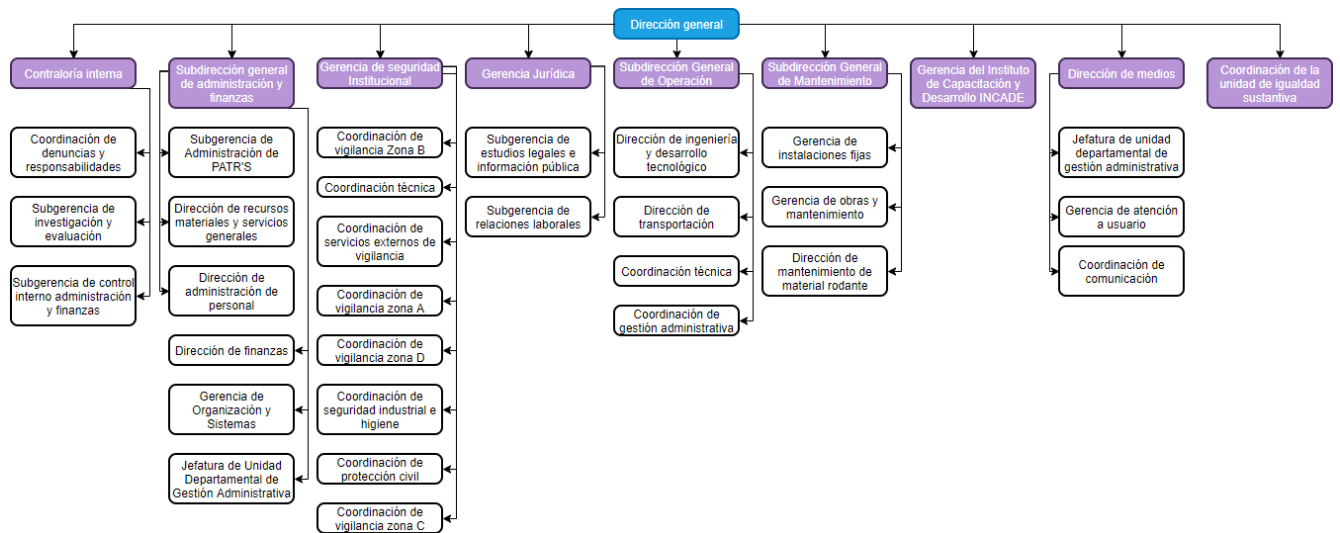 Dirección general
Contraloría interna
Subdirección general
de administración y
finanzas
Gerencia de seguridad
Institucional
Gerencia Jurídica
Subdirección General
de Operación
Subdirección General
de Mantenimiento
Gerencia del Instituto
de Capacitación y
Desarrollo INCADE
Dirección de medios
Coordinación de la
unidad de igualdad
sustantiva
Coordinación de
denuncias y
responsabilidades
Subgerencia de
investigación y
evaluación
Subgerencia de control
interno administración
y finanzas
Subgerencia de
Administración de
PATR'S
Dirección de recursos
materiales y servicios
generales
Dirección de
administración de
personal
Dirección de finanzas
Gerencia de
Organización y
Sistemas
Jefatura de Unidad
Departamental de
Gestión Administrativa
Coordinación de
vigilancia Zona B
Coordinación técnica
Coordinación de
servicios externos de
vigilancia
Coordinación de
vigilancia zona A
Coordinación de
vigilancia zona D
Coordinación de
seguridad industrial e
higiene
Coordinación de
protección civil
Coordinación de
vigilancia zona C
Subgerencia de
estudios legales e
información pública
Subgerencia de
relaciones laborales
Dirección de ingeniería
y desarrollo
tecnológico
Dirección de
transportación
Coordinación técnica
Coordinación de
gestión administrativa
Gerencia de
instalaciones fijas
Gerencia de obras y
mantenimiento
Dirección de
mantenimiento de
material rodante
Jefatura de unidad
departamental de
gestión administrativa
Gerencia de atención
a usuario
Coordinación de
comunicación